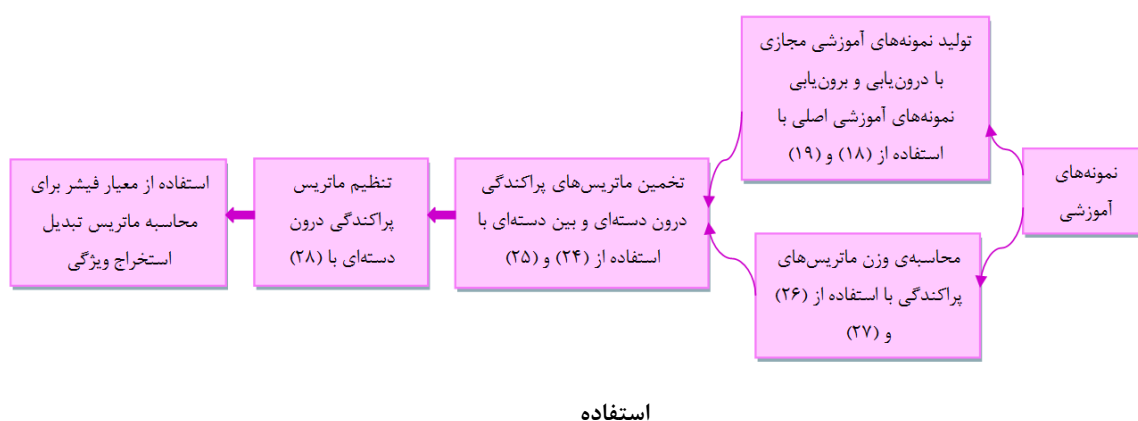 نمونه‌های
آموزشی
تولید نمونه‌های آموزشی مجازی
با درون‌یابی و برون‌یابی
نمونه‌های آموزشی اصلی با
استفاده از (۱۸) و (۱۹)
محاسبه‌ی وزن ماتریس‌های
پراکندگی با استفاده از (۲۶)
و (۲۷)
تخمین ماتریس‌های پراکندگی
درون دسته‌ای و بین دسته‌ای با
استفاده از (۲۴) و (۲۵)
تنظیم ماتریس
پراکندگی درون
دسته‌ای با (۲۸)
استفاده از معیار فیشر برای
محاسبه ماتریس تبدیل
استخراج ویژگی
استفاده